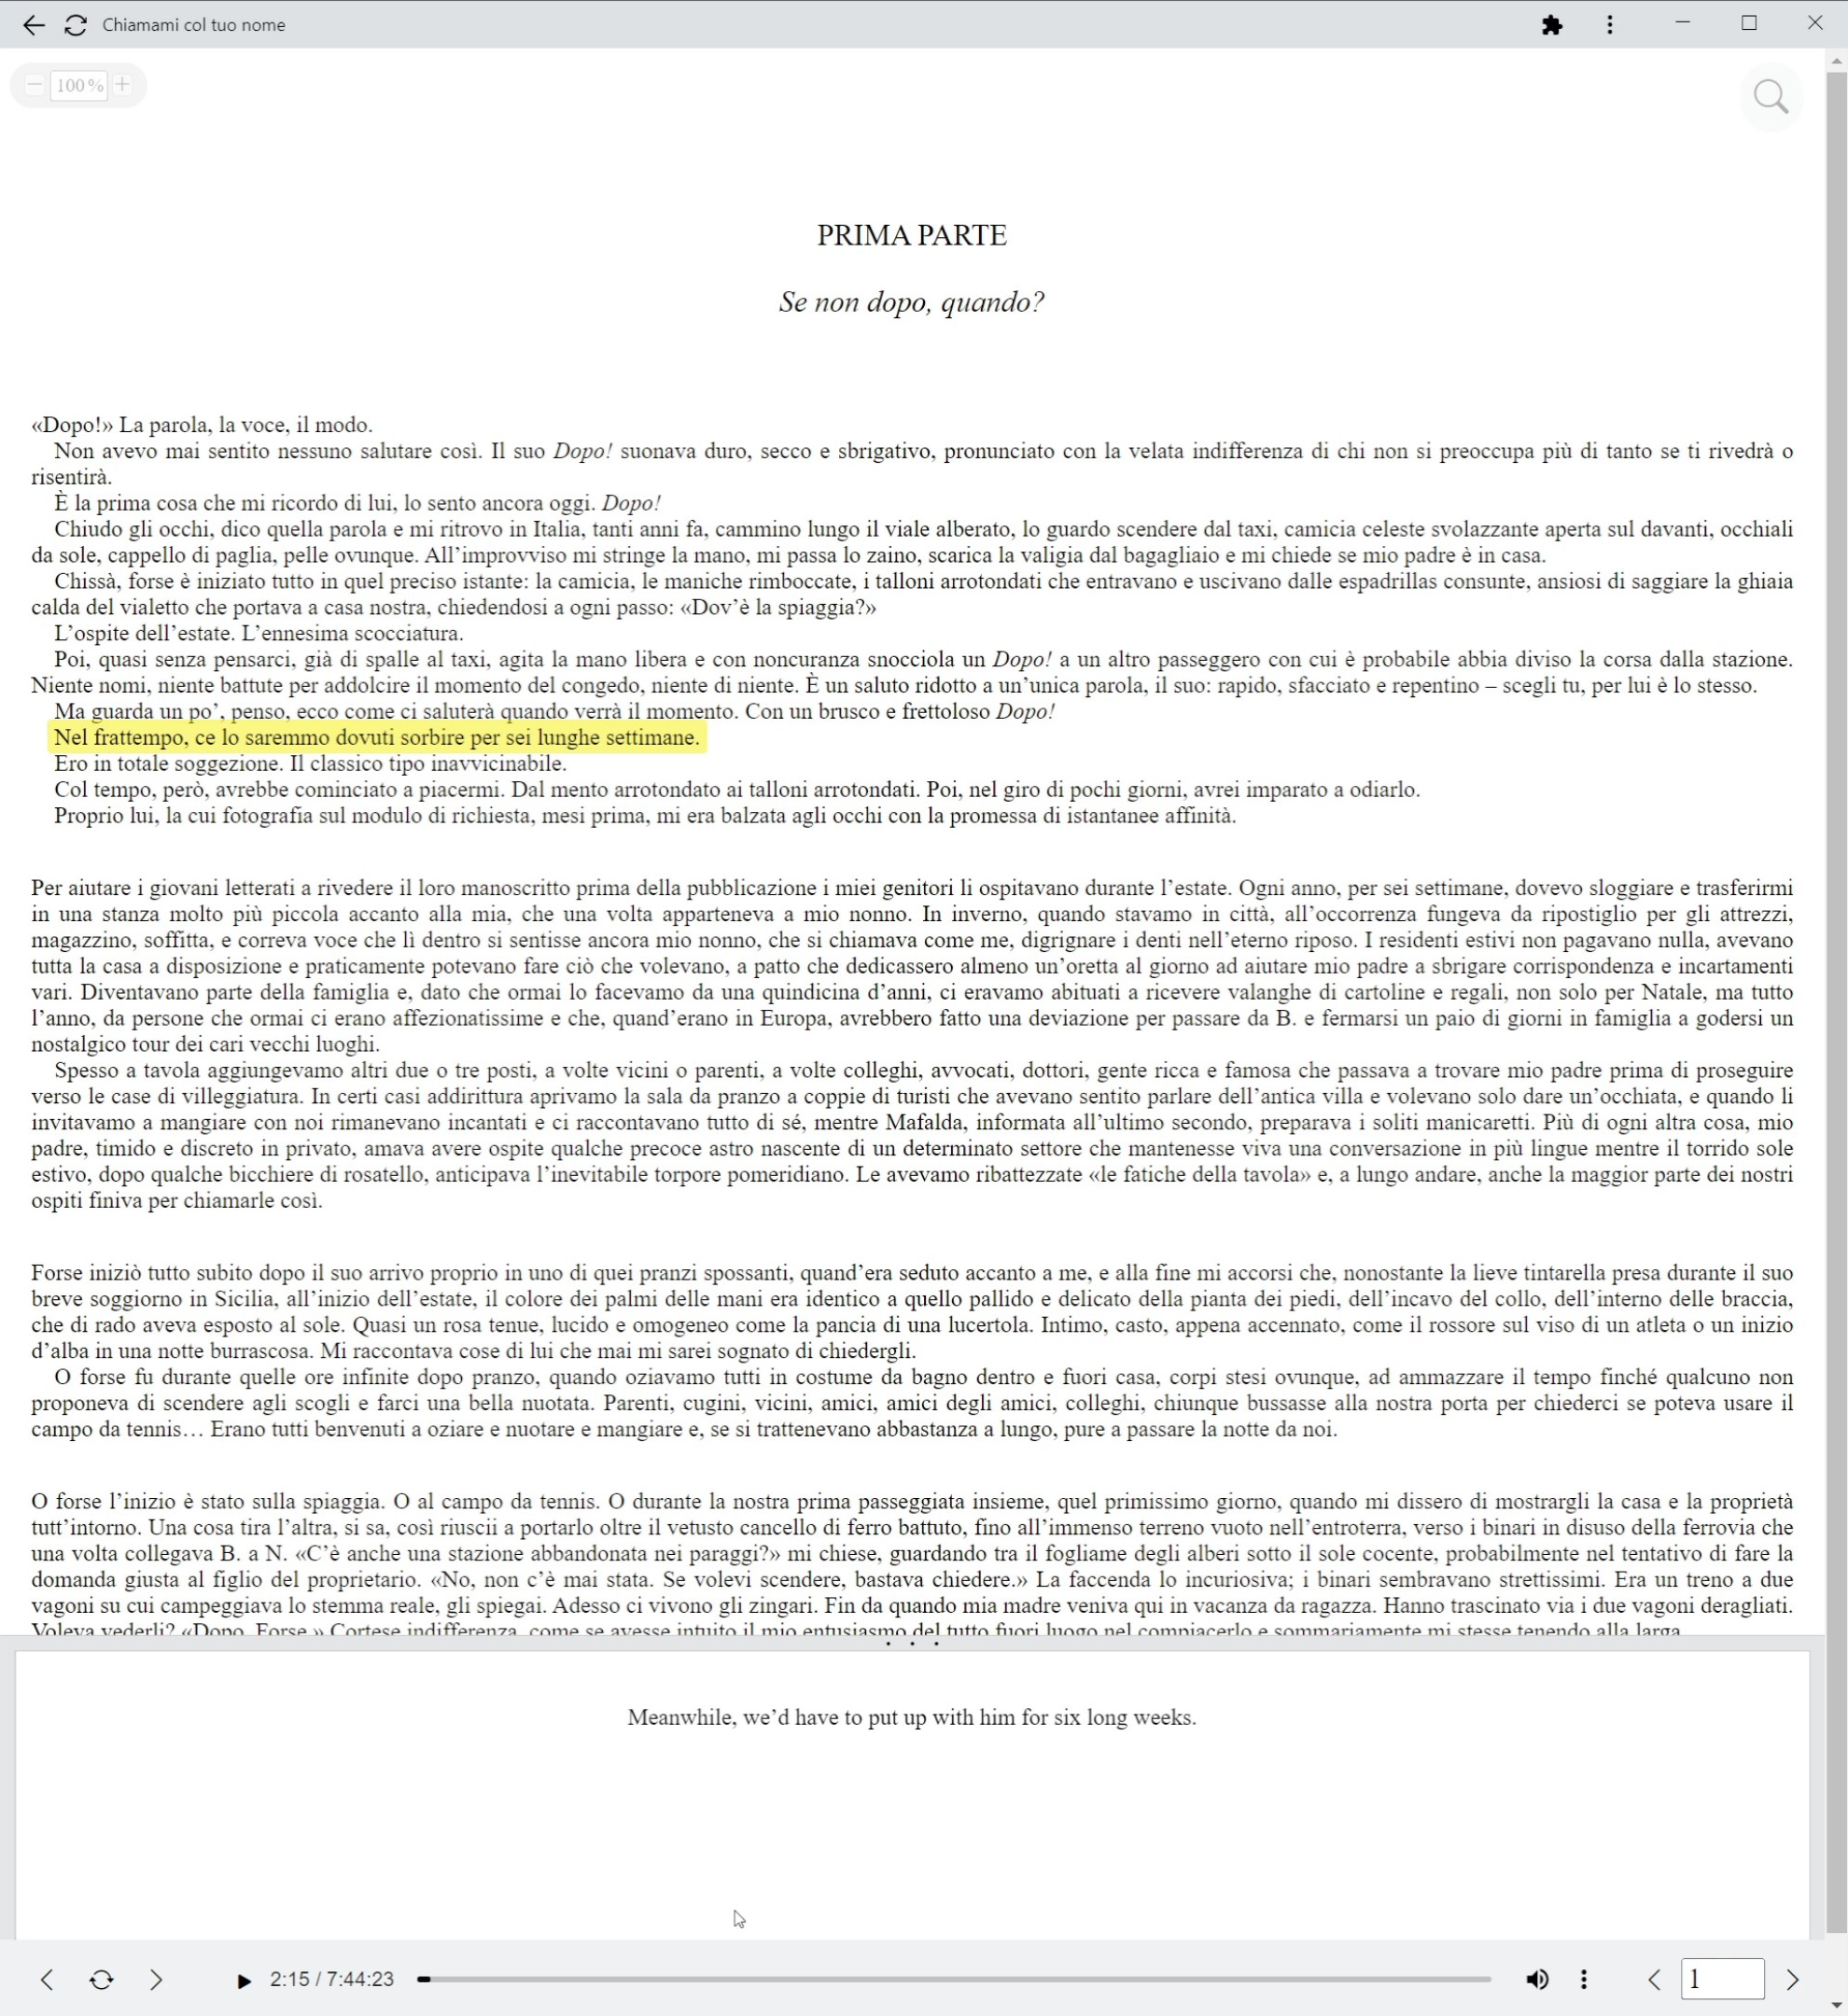 Chiamami col tuo nome
100%
PRIMA PARTE
Se non dopo, quando?
«Dopo!» La parola, la voce, il modo.
Non avevo mai sentito nessuno salutare così. Il suo Dopo! suonava duro, secco e sbrigativo, pronunciato con la velata indifferenza di chi non si preoccupa più di tanto se ti rivedrà o
risentirà.
È la prima cosa che mi ricordo di lui, lo sento ancora oggi. Dopo!
Chiudo gli occhi, dico quella parola e mi ritrovo in Italia, tanti anni fa, cammino lungo il viale alberato, lo guardo scendere dal taxi, camicia celeste svolazzante aperta sul davanti, occhiali
da sole, cappello di paglia, pelle ovunque. All’improvviso mi stringe la mano, mi passa lo zaino, scarica la valigia dal bagagliaio e mi chiede se mio padre è in casa.
Chissà, forse è iniziato tutto in quel preciso istante: la camicia, le maniche rimboccate, i talloni arrotondati che entravano e uscivano dalle espadrillas consunte, ansiosi di saggiare la ghiaia
calda del vialetto che portava a casa nostra, chiedendosi a ogni passo: «Dov’è la spiaggia?»
L’ospite dell’estate. L’ennesima scocciatura.
Poi, quasi senza pensarci, già di spalle al taxi, agita la mano libera e con noncuranza snocciola un Dopo! a un altro passeggero con cui è probabile abbia diviso la corsa dalla stazione.
Niente nomi, niente battute per addolcire il momento del congedo, niente di niente. È un saluto ridotto a un’unica parola, il suo: rapido, sfacciato e repentino – scegli tu, per lui è lo stesso.
Ma guarda un po’, penso, ecco come ci saluterà quando verrà il momento. Con un brusco e frettoloso Dopo!
Nel frattempo, ce lo saremmo dovuti sorbire per sei lunghe settimane.
Ero in totale soggezione. Il classico tipo inavvicinabile.
Col tempo, però, avrebbe cominciato a piacermi. Dal mento arrotondato ai talloni arrotondati. Poi, nel giro di pochi giorni, avrei imparato a odiarlo.
Proprio lui, la cui fotografia sul modulo di richiesta, mesi prima, mi era balzata agli occhi con la promessa di istantanee affinità.
Per aiutare i giovani letterati a rivedere il loro manoscritto prima della pubblicazione i miei genitori li ospitavano durante l’estate. Ogni anno, per sei settimane, dovevo sloggiare e trasferirmi
in una stanza molto più piccola accanto alla mia, che una volta apparteneva a mio nonno. In inverno, quando stavamo in città, all’occorrenza fungeva da ripostiglio per gli attrezzi,
magazzino, soffitta, e correva voce che lì dentro si sentisse ancora mio nonno, che si chiamava come me, digrignare i denti nell’eterno riposo. I residenti estivi non pagavano nulla, avevano
tutta la casa a disposizione e praticamente potevano fare ciò che volevano, a patto che dedicassero almeno un’oretta al giorno ad aiutare mio padre a sbrigare corrispondenza e incartamenti
vari. Diventavano parte della famiglia e, dato che ormai lo facevamo da una quindicina d’anni, ci eravamo abituati a ricevere valanghe di cartoline e regali, non solo per Natale, ma tutto
l’anno, da persone che ormai ci erano affezionatissime e che, quand’erano in Europa, avrebbero fatto una deviazione per passare da B. e fermarsi un paio di giorni in famiglia a godersi un
nostalgico tour dei cari vecchi luoghi.
Spesso a tavola aggiungevamo altri due o tre posti, a volte vicini o parenti, a volte colleghi, avvocati, dottori, gente ricca e famosa che passava a trovare mio padre prima di proseguire
verso le case di villeggiatura. In certi casi addirittura aprivamo la sala da pranzo a coppie di turisti che avevano sentito parlare dell’antica villa e volevano solo dare un’occhiata, e quando li
invitavamo a mangiare con noi rimanevano incantati e ci raccontavano tutto di sé, mentre Mafalda, informata all’ultimo secondo, preparava i soliti manicaretti. Più di ogni altra cosa, mio
padre, timido e discreto in privato, amava avere ospite qualche precoce astro nascente di un determinato settore che mantenesse viva una conversazione in più lingue mentre il torrido sole
estivo, dopo qualche bicchiere di rosatello, anticipava l’inevitabile torpore pomeridiano. Le avevamo ribattezzate «le fatiche della tavola» e, a lungo andare, anche la maggior parte dei nostri
ospiti finiva per chiamarle così.
Forse iniziò tutto subito dopo il suo arrivo proprio in uno di quei pranzi spossanti, quand’era seduto accanto a me, e alla fine mi accorsi che, nonostante la lieve tintarella presa durante il suo
breve soggiorno in Sicilia, all’inizio dell’estate, il colore dei palmi delle mani era identico a quello pallido e delicato della pianta dei piedi, dell’incavo del collo, dell’interno delle braccia,
che di rado aveva esposto al sole. Quasi un rosa tenue, lucido e omogeneo come la pancia di una lucertola. Intimo, casto, appena accennato, come il rossore sul viso di un atleta o un inizio
d’alba in una notte burrascosa. Mi raccontava cose di lui che mai mi sarei sognato di chiedergli.
O forse fu durante quelle ore infinite dopo pranzo, quando oziavamo tutti in costume da bagno dentro e fuori casa, corpi stesi ovunque, ad ammazzare il tempo finché qualcuno non
proponeva di scendere agli scogli e farci una bella nuotata. Parenti, cugini, vicini, amici, amici degli amici, colleghi, chiunque bussasse alla nostra porta per chiederci se poteva usare il
campo da tennis… Erano tutti benvenuti a oziare e nuotare e mangiare e, se si trattenevano abbastanza a lungo, pure a passare la notte da noi.
O forse l’inizio è stato sulla spiaggia. O al campo da tennis. O durante la nostra prima passeggiata insieme, quel primissimo giorno, quando mi dissero di mostrargli la casa e la proprietà
tutt’intorno. Una cosa tira l’altra, si sa, così riuscii a portarlo oltre il vetusto cancello di ferro battuto, fino all’immenso terreno vuoto nell’entroterra, verso i binari in disuso della ferrovia che
una volta collegava B. a N. «C’è anche una stazione abbandonata nei paraggi?» mi chiese, guardando tra il fogliame degli alberi sotto il sole cocente, probabilmente nel tentativo di fare la
domanda giusta al figlio del proprietario. «No, non c’è mai stata. Se volevi scendere, bastava chiedere.» La faccenda lo incuriosiva; i binari sembravano strettissimi. Era un treno a due
vagoni su cui campeggiava lo stemma reale, gli spiegai. Adesso ci vivono gli zingari. Fin da quando mia madre veniva qui in vacanza da ragazza. Hanno trascinato via i due vagoni deragliati.
Voleva vederli? «Dopo. Forse.» Cortese indifferenza, come se avesse intuito il mio entusiasmo del tutto fuori luogo nel compiacerlo e sommariamente mi stesse tenendo alla larga.
Meanwhile, we’d have to put up with him for six long weeks.
2:15 / 7:44:23
1